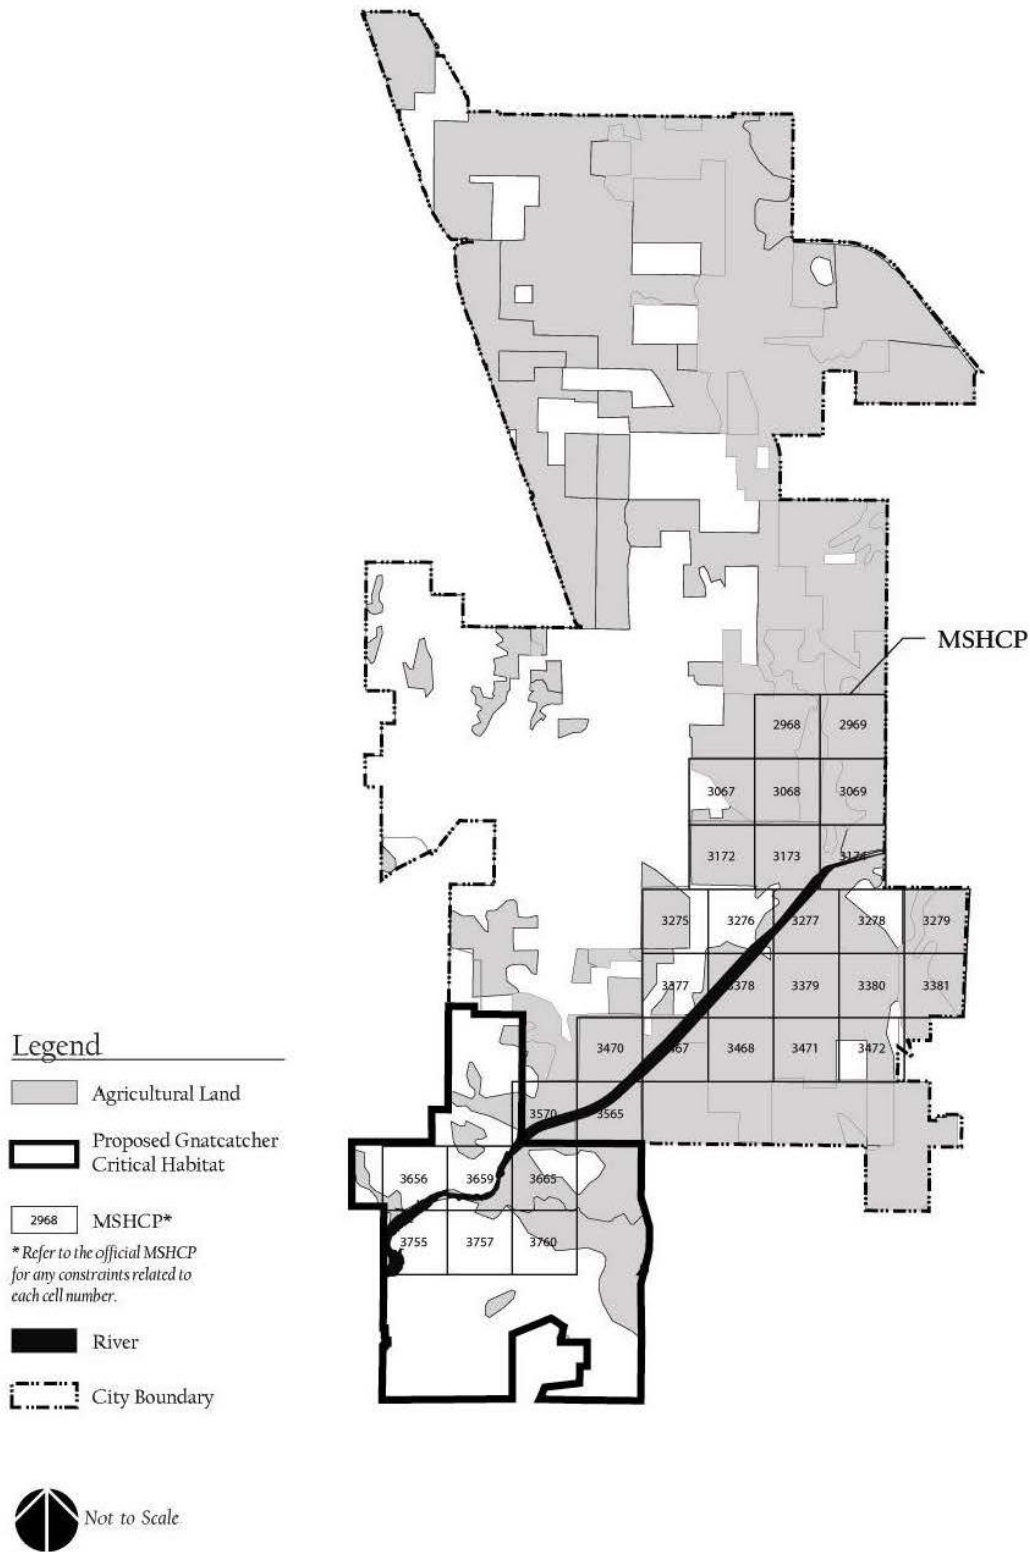 MSHCP
2968 2969
3067 3068 3069
3172 3173 3174
3275 3276 3277 3278 3279
3377 3378 3379 3380 3381
3470 3467 3468 3471 3472
3570 3565
3656 3659 3665
3755 3757 3760
Legend
Agricultural Land
Proposed Gnatcatcher
Critical Habitat
2968 MSHCP*
* Refer to the official MSHCP
for any constraints related to
each cell number.
River
City Boundary
Not to Scale